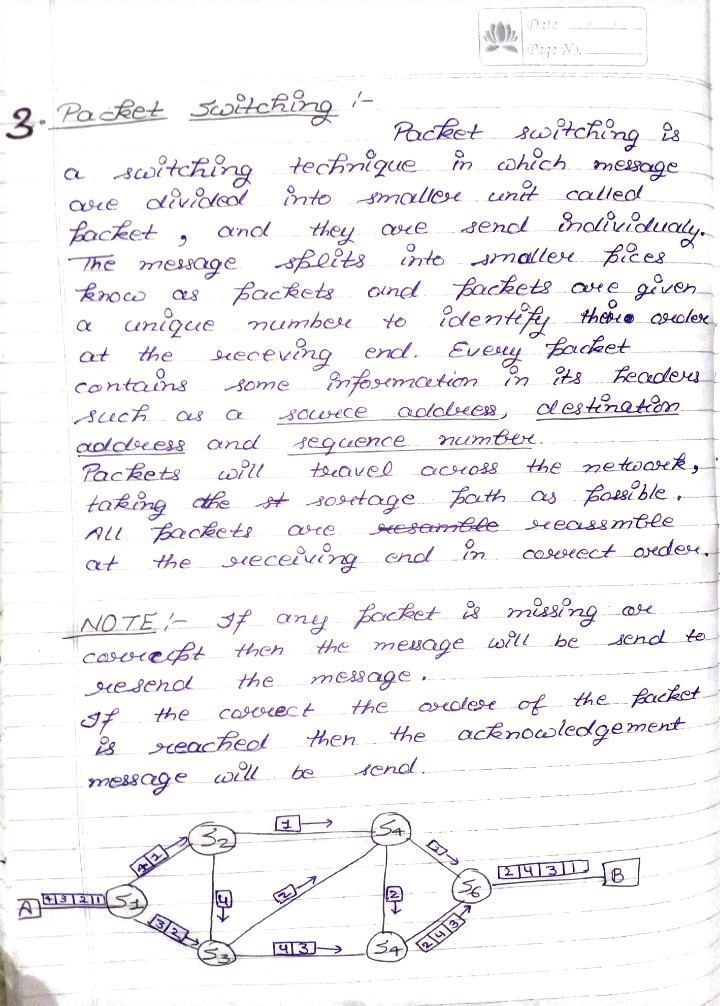 Date
Page No.
3. Packet Switching :-
Packet switching is
a switching technique in which message
are divided into smaller unit called
packet, and they are send individualy.
The message splits into smaller pices
know as packets and packets are given
a unique number to identify their order
at the receving end. Every packet
contains some information in its headers
such as a source address, destination
address and sequence number.
Packets will travel across the network,
taking the st sortage path as possible.
All packets are resamble reassmble
at the receiving end in correct order.
NOTE :- If any packet is missing or
then the message will be send to
resend the message.
If the correct the order of the packet
is reached then the acknowledgement
message will be send.
1 →
S2
S4
4 2
1 →
A
4 3 2 1
S1
4
2
2
S6
2 4 3 1
B
3 2
S3
4 3 →
S4
2 4 3